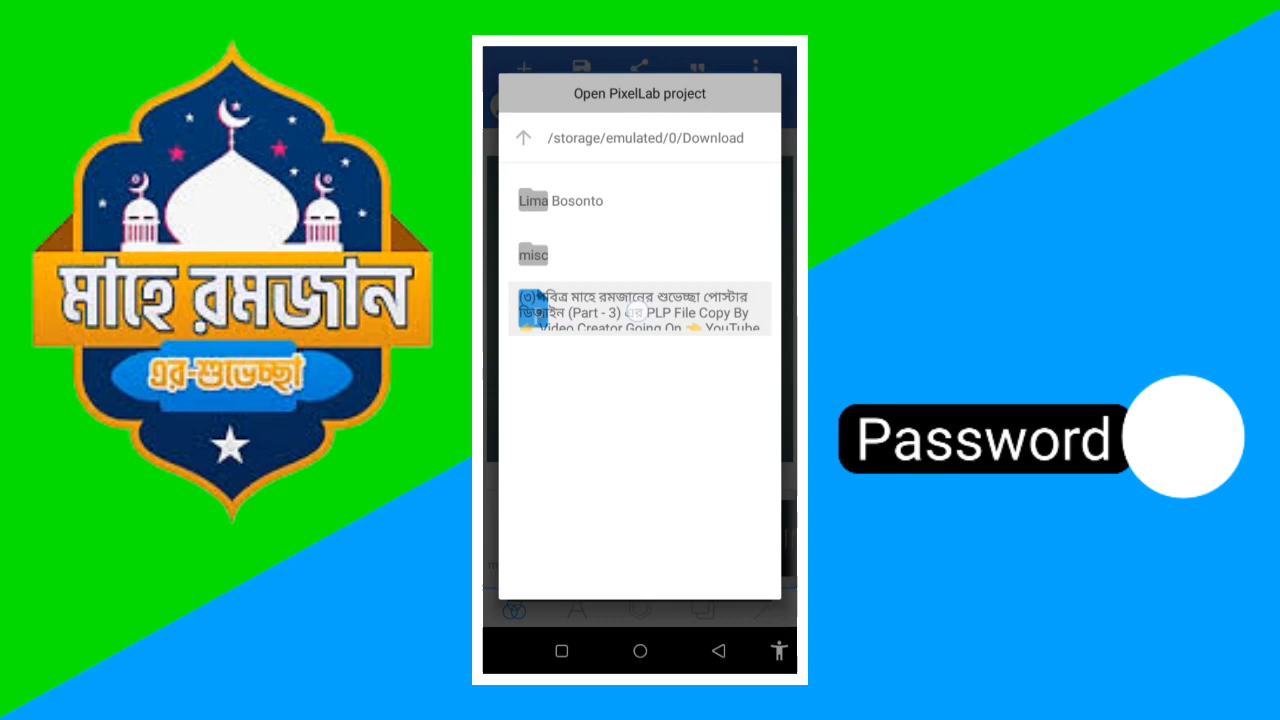 মাহে রমজান
এর-শুভেচ্ছা
Open PixelLab project
/storage/emulated/0/Download
Lima Bosonto
misc
(৩)পবিত্র মাহে রমজানের শুভেচ্ছা পোস্টার
ডিজাইন (Part - 3) এর PLP File Copy By
👉 Video Creator Going On 👈 YouTube
Password